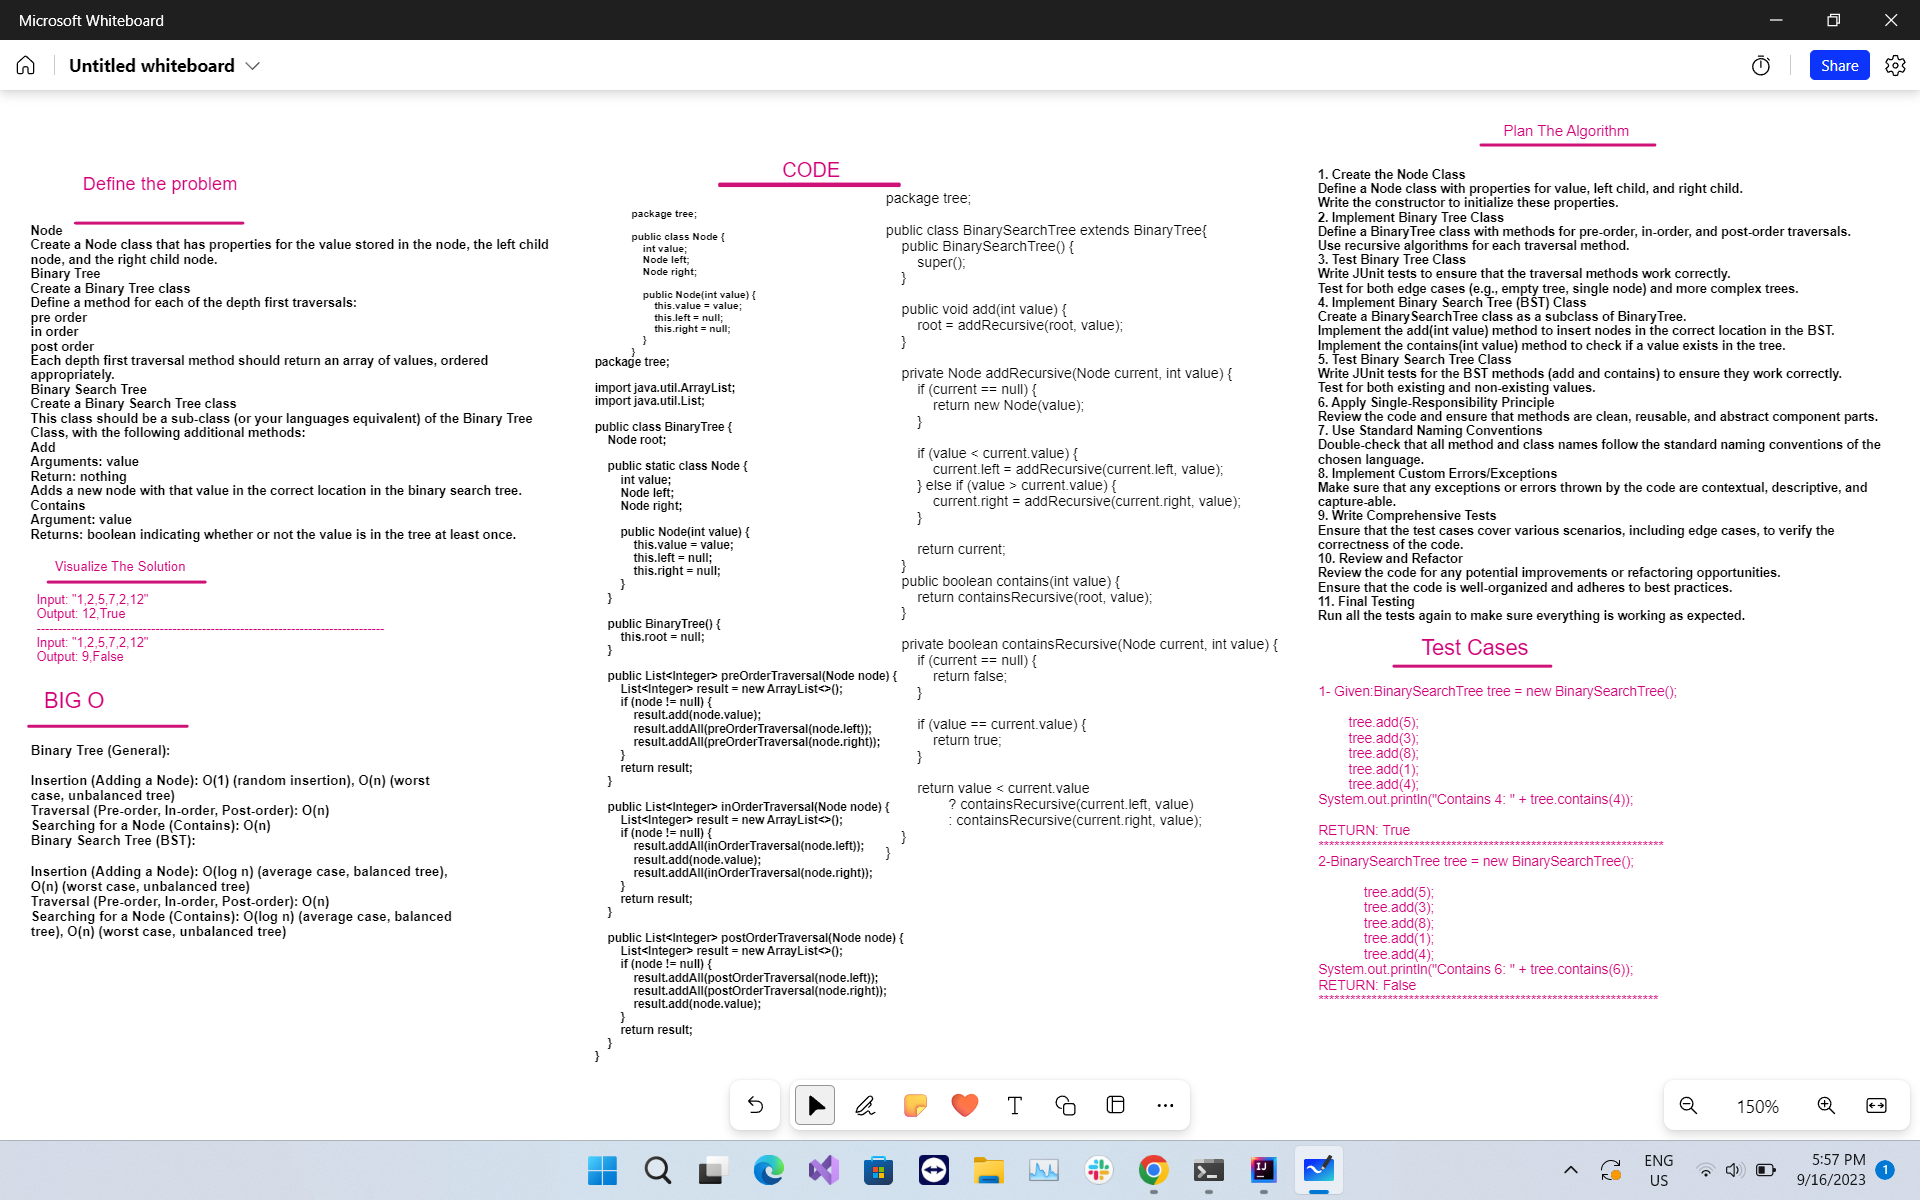 Microsoft Whiteboard
Untitled whiteboard
Share
Define the problem
Node
Create a Node class that has properties for the value stored in the node, the left child
node, and the right child node.
Binary Tree
Create a Binary Tree class
Define a method for each of the depth first traversals:
pre order
in order
post order
Each depth first traversal method should return an array of values, ordered
appropriately.
Binary Search Tree
Create a Binary Search Tree class
This class should be a sub-class (or your languages equivalent) of the Binary Tree
Class, with the following additional methods:
Add
Arguments: value
Return: nothing
Adds a new node with that value in the correct location in the binary search tree.
Contains
Argument: value
Returns: boolean indicating whether or not the value is in the tree at least once.
Visualize The Solution
Input: "1,2,5,7,2,12"
Output: 12,True
--------------------------------------------------------------------------------
Input: "1,2,5,7,2,12"
Output: 9,False
BIG O
Binary Tree (General):
Insertion (Adding a Node): O(1) (random insertion), O(n) (worst
case, unbalanced tree)
Traversal (Pre-order, In-order, Post-order): O(n)
Searching for a Node (Contains): O(n)
Binary Search Tree (BST):
Insertion (Adding a Node): O(log n) (average case, balanced tree),
O(n) (worst case, unbalanced tree)
Traversal (Pre-order, In-order, Post-order): O(n)
Searching for a Node (Contains): O(log n) (average case, balanced
tree), O(n) (worst case, unbalanced tree)
CODE
package tree;
public class Node {
int value;
Node left;
Node right;
public Node(int value) {
this.value = value;
this.left = null;
this.right = null;
}
}
package tree;
import java.util.ArrayList;
import java.util.List;
public class BinaryTree {
Node root;
public static class Node {
int value;
Node left;
Node right;
public Node(int value) {
this.value = value;
this.left = null;
this.right = null;
}
}
public BinaryTree() {
this.root = null;
}
public List<Integer> preOrderTraversal(Node node) {
List<Integer> result = new ArrayList<>();
if (node != null) {
result.add(node.value);
result.addAll(preOrderTraversal(node.left));
result.addAll(preOrderTraversal(node.right));
}
return result;
}
public List<Integer> inOrderTraversal(Node node) {
List<Integer> result = new ArrayList<>();
if (node != null) {
result.addAll(inOrderTraversal(node.left));
result.add(node.value);
result.addAll(inOrderTraversal(node.right));
}
return result;
}
public List<Integer> postOrderTraversal(Node node) {
List<Integer> result = new ArrayList<>();
if (node != null) {
result.addAll(postOrderTraversal(node.left));
result.addAll(postOrderTraversal(node.right));
result.add(node.value);
}
return result;
}
}
package tree;
public class BinarySearchTree extends BinaryTree{
public BinarySearchTree() {
super();
}
public void add(int value) {
root = addRecursive(root, value);
}
private Node addRecursive(Node current, int value) {
if (current == null) {
return new Node(value);
}
if (value < current.value) {
current.left = addRecursive(current.left, value);
} else if (value > current.value) {
current.right = addRecursive(current.right, value);
}
return current;
}
public boolean contains(int value) {
return containsRecursive(root, value);
}
private boolean containsRecursive(Node current, int value) {
if (current == null) {
return false;
}
if (value == current.value) {
return true;
}
return value < current.value
? containsRecursive(current.left, value)
: containsRecursive(current.right, value);
}
}
Plan The Algorithm
1. Create the Node Class
Define a Node class with properties for value, left child, and right child.
Write the constructor to initialize these properties.
2. Implement Binary Tree Class
Define a BinaryTree class with methods for pre-order, in-order, and post-order traversals.
Use recursive algorithms for each traversal method.
3. Test Binary Tree Class
Write JUnit tests to ensure that the traversal methods work correctly.
Test for both edge cases (e.g., empty tree, single node) and more complex trees.
4. Implement Binary Search Tree (BST) Class
Create a BinarySearchTree class as a subclass of BinaryTree.
Implement the add(int value) method to insert nodes in the correct location in the BST.
Implement the contains(int value) method to check if a value exists in the tree.
5. Test Binary Search Tree Class
Write JUnit tests for the BST methods (add and contains) to ensure they work correctly.
Test for both existing and non-existing values.
6. Apply Single-Responsibility Principle
Review the code and ensure that methods are clean, reusable, and abstract component parts.
7. Use Standard Naming Conventions
Double-check that all method and class names follow the standard naming conventions of the
chosen language.
8. Implement Custom Errors/Exceptions
Make sure that any exceptions or errors thrown by the code are contextual, descriptive, and
capture-able.
9. Write Comprehensive Tests
Ensure that the test cases cover various scenarios, including edge cases, to verify the
correctness of the code.
10. Review and Refactor
Review the code for any potential improvements or refactoring opportunities.
Ensure that the code is well-organized and adheres to best practices.
11. Final Testing
Run all the tests again to make sure everything is working as expected.
Test Cases
1- Given:BinarySearchTree tree = new BinarySearchTree();
tree.add(5);
tree.add(3);
tree.add(8);
tree.add(1);
tree.add(4);
System.out.println("Contains 4: " + tree.contains(4));
RETURN: True
******************************************************************
2-BinarySearchTree tree = new BinarySearchTree();
tree.add(5);
tree.add(3);
tree.add(8);
tree.add(1);
tree.add(4);
System.out.println("Contains 6: " + tree.contains(6));
RETURN: False
*****************************************************************
150%
ENG
US
5:57 PM
9/16/2023
1